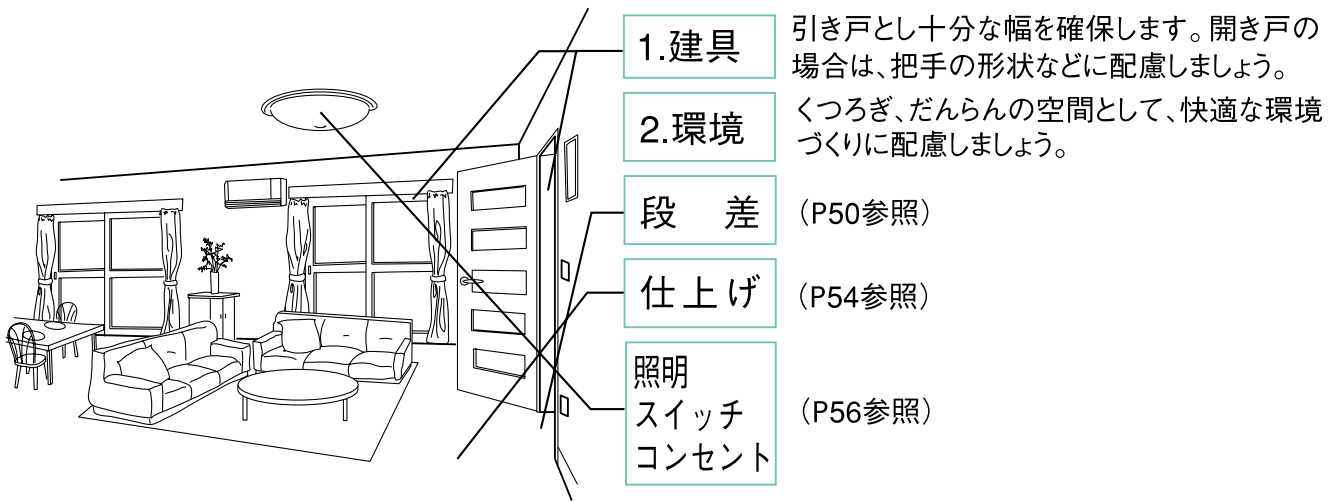 1.建具
引き戸とし十分な幅を確保します。開き戸の
場合は、把手の形状などに配慮しましょう。
2.環境
くつろぎ、だんらんの空間として、快適な環境
づくりに配慮しましょう。
段 差
（P50参照）
仕上げ
（P54参照）
照明
スイッチ
コンセント
（P56参照）